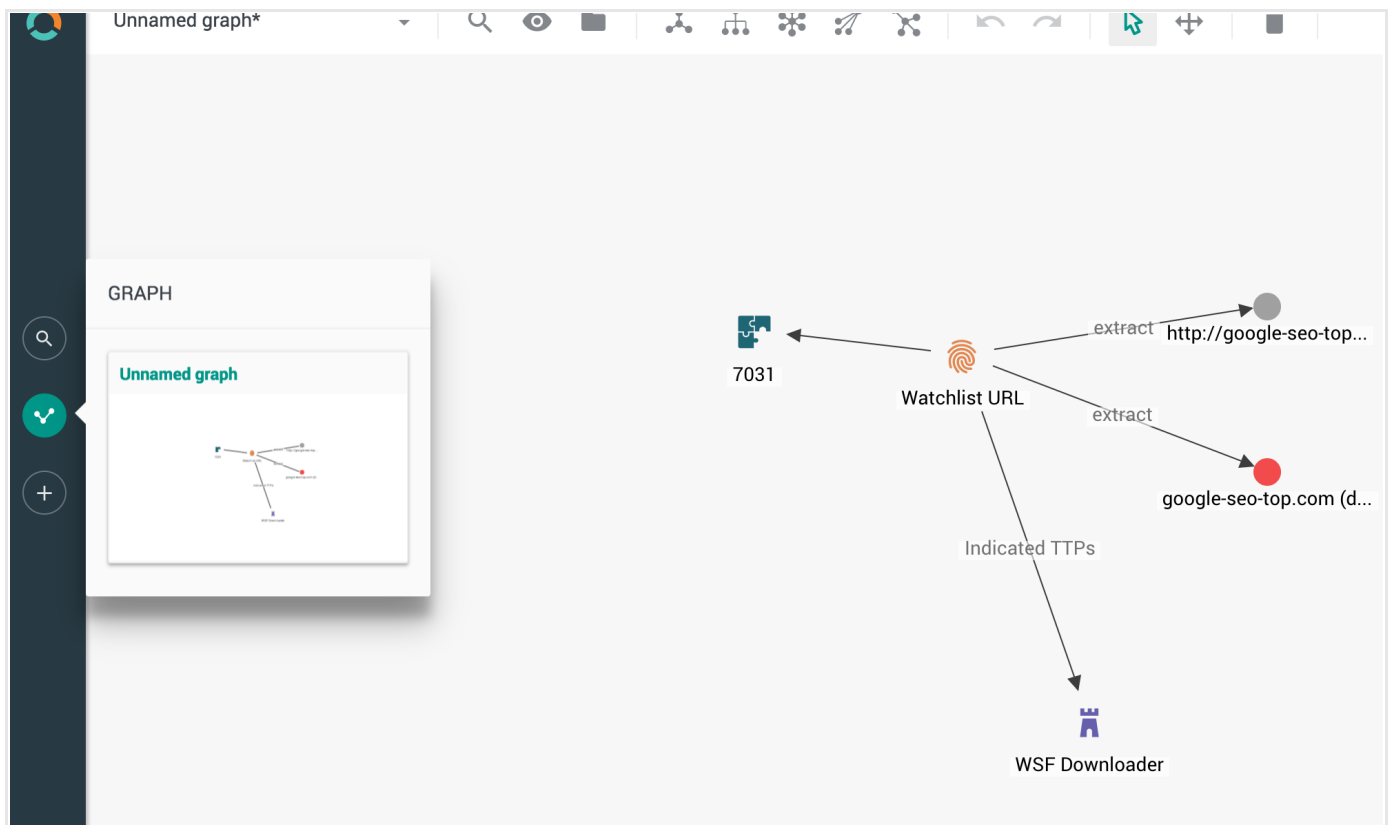 Unnamed graph*
GRAPH
Unnamed graph
7031
Watchlist URL
extract
http://google-seo-top...
extract
google-seo-top.com (d...
Indicated TTPs
WSF Downloader